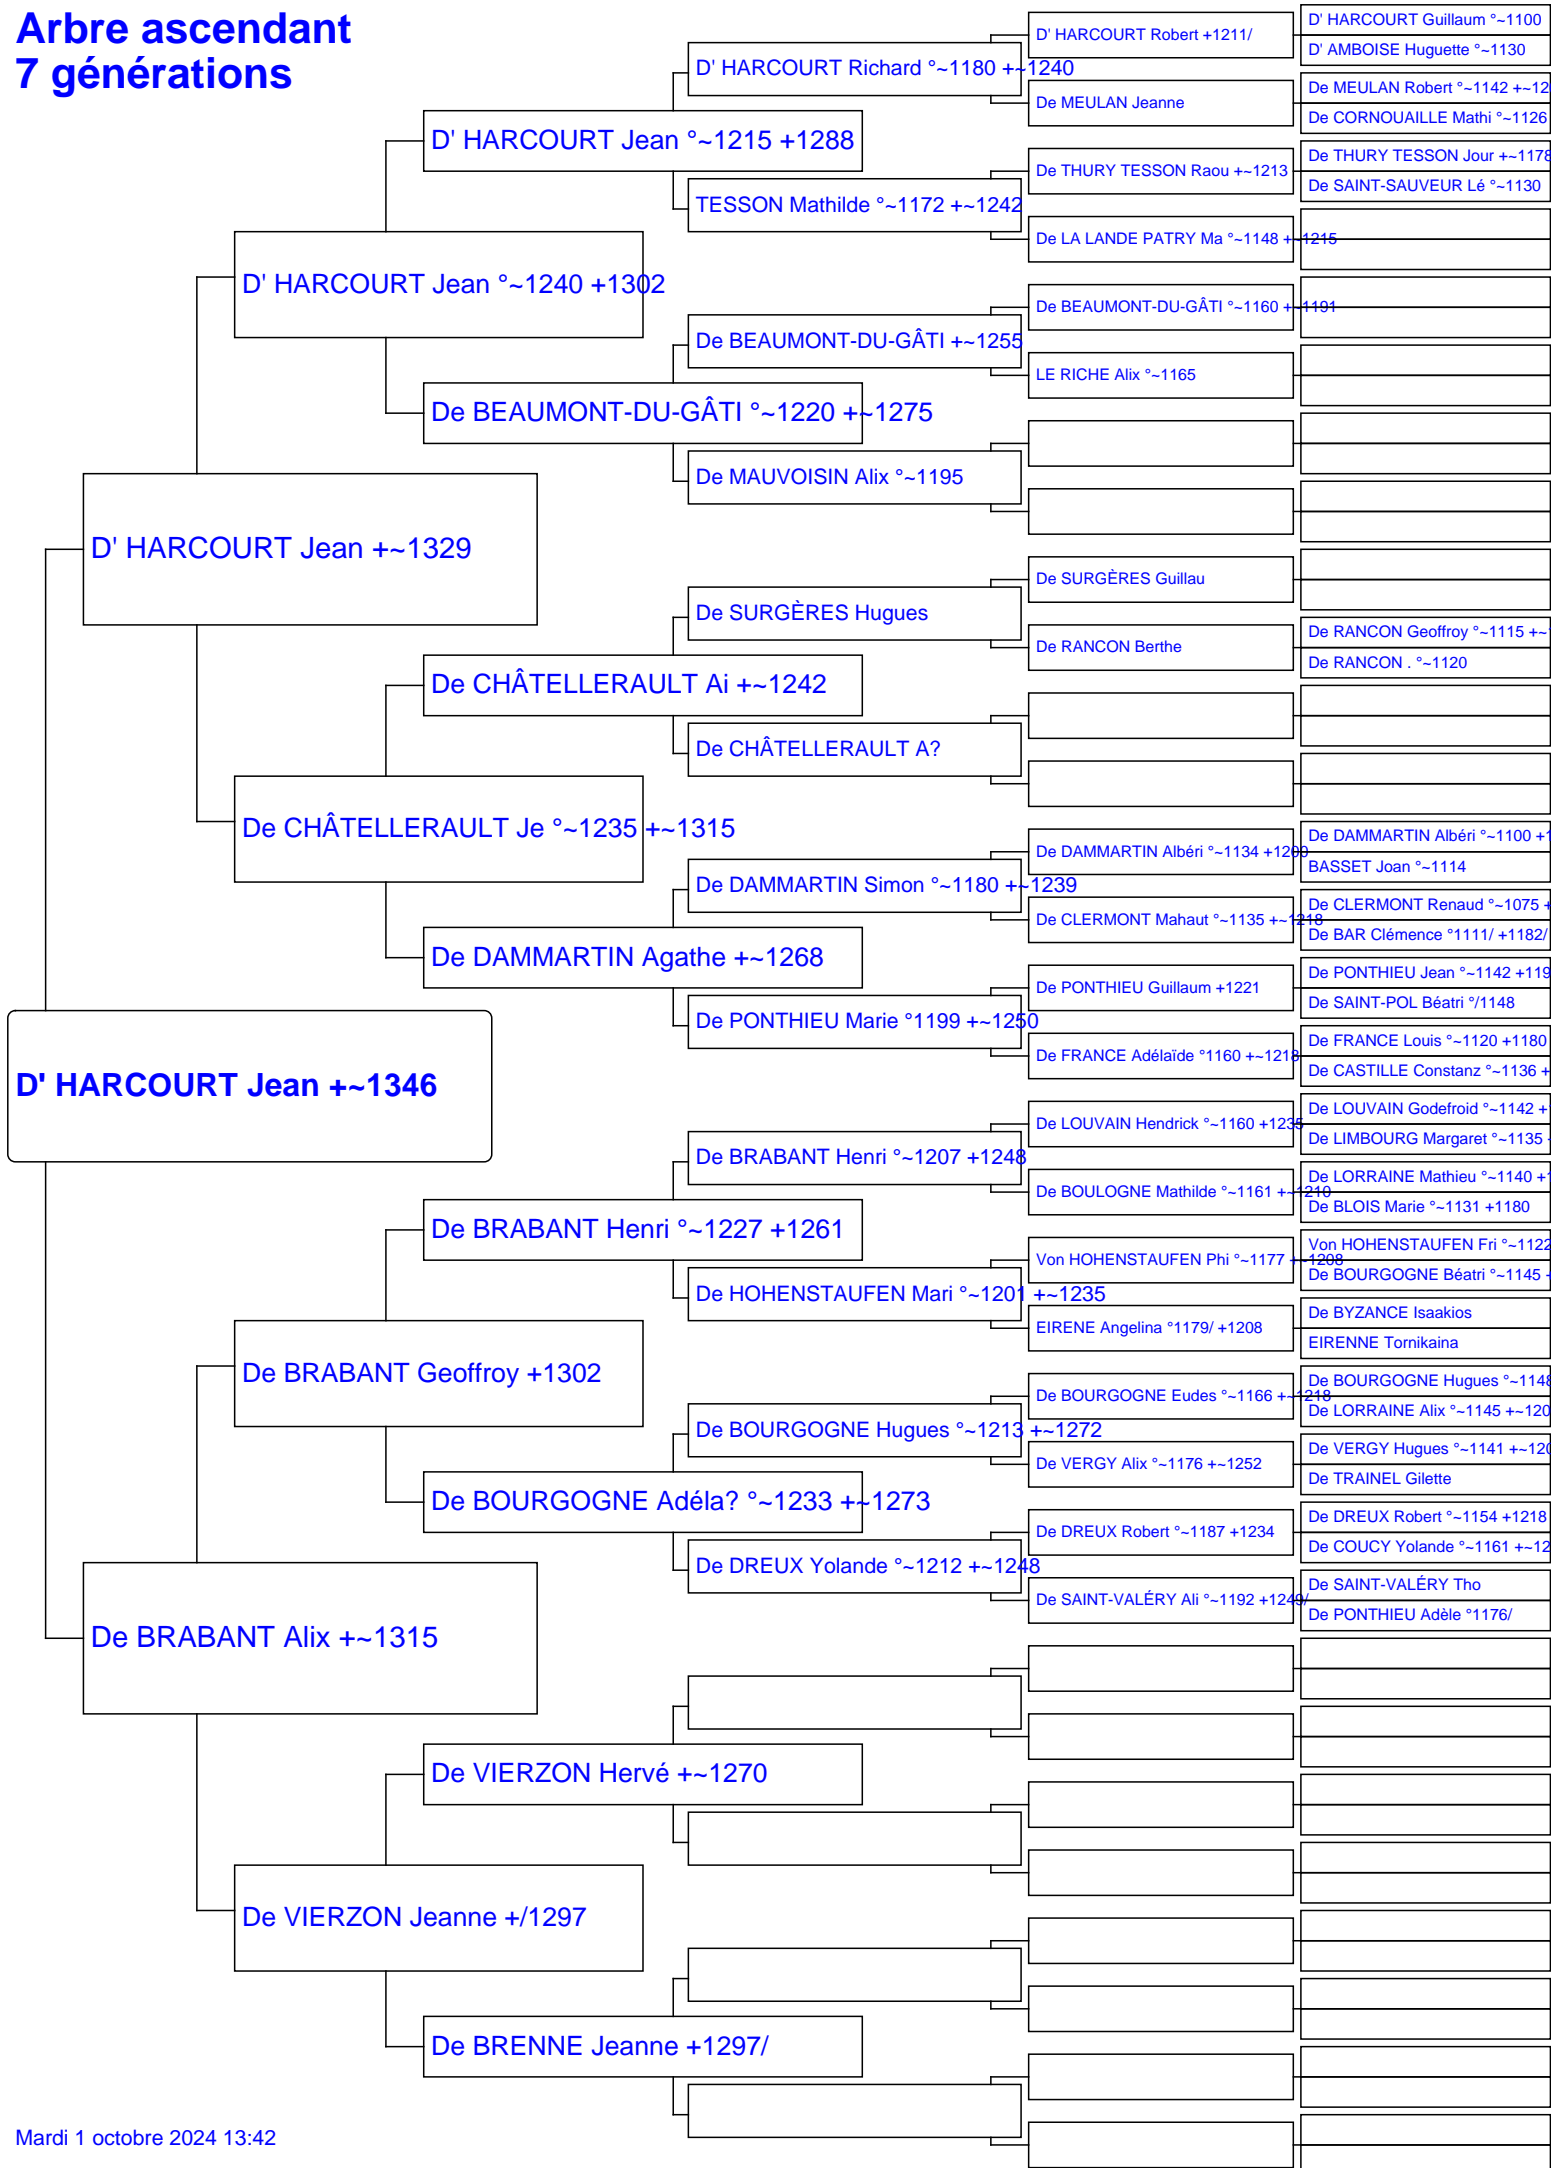 Arbre ascendant
7 générations
D' HARCOURT Jean +~1346
D' HARCOURT Jean +~1329
De BRABANT Alix +~1315
D' HARCOURT Jean °~1240 +1302
De CHÂTELLERAULT Je °~1235 +~1315
De BRABANT Geoffroy +1302
De VIERZON Jeanne +/1297
D' HARCOURT Jean °~1215 +1288
De BEAUMONT-DU-GÂTI °~1220 +~1275
De CHÂTELLERAULT Ai +~1242
De DAMMARTIN Agathe +~1268
De BRABANT Henri °~1227 +1261
De BOURGOGNE Adéla? °~1233 +~1273
De VIERZON Hervé +~1270
De BRENNE Jeanne +1297/
D' HARCOURT Richard °~1180 +~1240
TESSON Mathilde °~1172 +~1242
De BEAUMONT-DU-GÂTI +~1255
De MAUVOISIN Alix °~1195
De SURGÈRES Hugues
De CHÂTELLERAULT A?
De DAMMARTIN Simon °~1180 +~1239
De PONTHIEU Marie °1199 +~1250
De BRABANT Henri °~1207 +1248
De HOHENSTAUFEN Mari °~1201 +~1235
De BOURGOGNE Hugues °~1213 +~1272
De DREUX Yolande °~1212 +~1248
D' HARCOURT Robert +1211/
De MEULAN Jeanne
De THURY TESSON Raou +~1213
De LA LANDE PATRY Ma °~1148 +~1215
De BEAUMONT-DU-GÂTI °~1160 +~1191
LE RICHE Alix °~1165
De SURGÈRES Guillau
De RANCON Berthe
De DAMMARTIN Albéri °~1134 +1200
De CLERMONT Mahaut °~1135 +~1218
De PONTHIEU Guillaum +1221
De FRANCE Adélaïde °1160 +~1218
De LOUVAIN Hendrick °~1160 +1235
De BOULOGNE Mathilde °~1161 +~1210
Von HOHENSTAUFEN Phi °~1177 +~1208
EIRENE Angelina °1179/ +1208
De BOURGOGNE Eudes °~1166 +~1218
De VERGY Alix °~1176 +~1252
De DREUX Robert °~1187 +1234
De SAINT-VALÉRY Ali °~1192 +1249/
D' HARCOURT Guillaum °~1100
D' AMBOISE Huguette °~1130
De MEULAN Robert °~1142 +~12
De CORNOUAILLE Mathi °~1126
De THURY TESSON Jour +~1178
De SAINT-SAUVEUR Lé °~1130
De RANCON Geoffroy °~1115 +~
De RANCON . °~1120
De DAMMARTIN Albéri °~1100 +1
BASSET Joan °~1114
De CLERMONT Renaud °~1075 +
De BAR Clémence °1111/ +1182/
De PONTHIEU Jean °~1142 +119
De SAINT-POL Béatri °/1148
De FRANCE Louis °~1120 +1180
De CASTILLE Constanz °~1136 +
De LOUVAIN Godefroid °~1142 +
De LIMBOURG Margaret °~1135
De LORRAINE Mathieu °~1140 +1
De BLOIS Marie °~1131 +1180
Von HOHENSTAUFEN Fri °~1122
De BOURGOGNE Béatri °~1145 +
De BYZANCE Isaakios
EIRENNE Tornikaina
De BOURGOGNE Hugues °~1148
De LORRAINE Alix °~1145 +~120
De VERGY Hugues °~1141 +~120
De TRAINEL Gilette
De DREUX Robert °~1154 +1218
De COUCY Yolande °~1161 +~12
De SAINT-VALÉRY Tho
De PONTHIEU Adèle °1176/
Mardi 1 octobre 2024 13:42